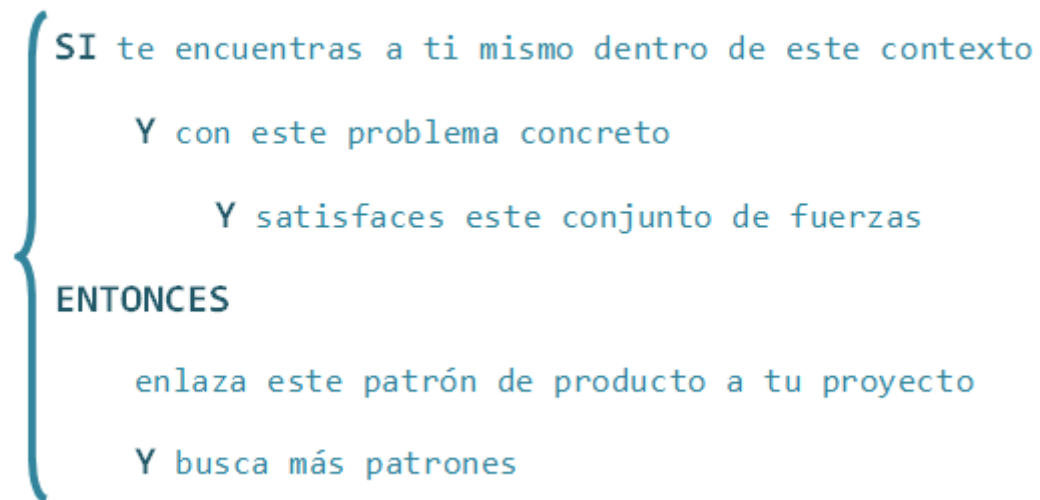 SI te encuentras a ti mismo dentro de este contexto
Y con este problema concreto
Y satisfaces este conjunto de fuerzas
ENTONCES
enlaza este patrón de producto a tu proyecto
Y busca más patrones